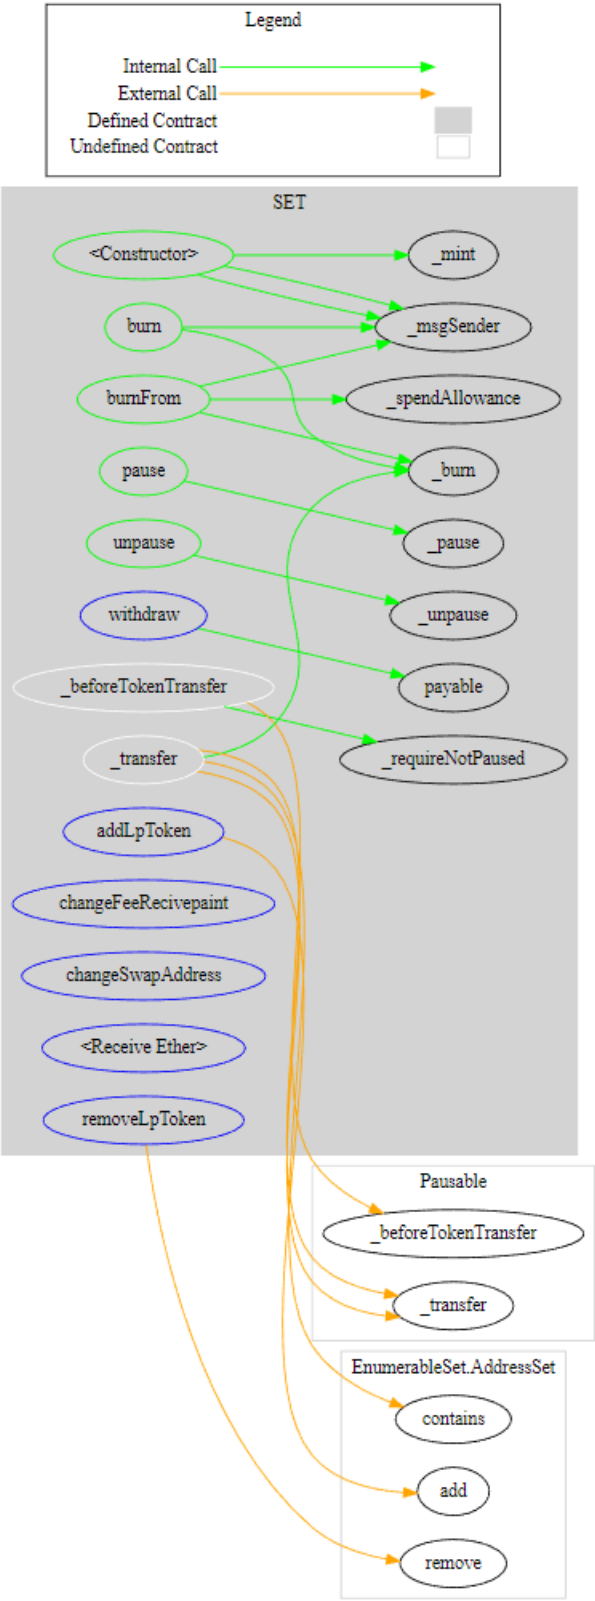 Legend
Internal Call
External Call
Defined Contract
Undefined Contract
SET
<Constructor>
_mint
burn
_msgSender
burnFrom
_spendAllowance
pause
_burn
unpause
_pause
withdraw
_unpause
_beforeTokenTransfer
payable
_transfer
_requireNotPaused
addLpToken
changeFeeRecivepaint
changeSwapAddress
<Receive Ether>
removeLpToken
Pausable
_beforeTokenTransfer
_transfer
EnumerableSet.AddressSet
contains
add
remove